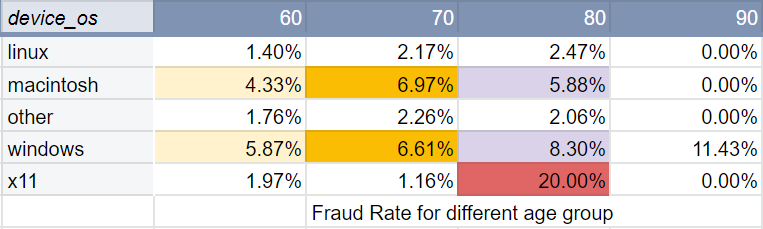 device_os 60 70 80 90
linux 1.40% 2.17% 2.47% 0.00%
macintosh 4.33% 6.97% 5.88% 0.00%
other 1.76% 2.26% 2.06% 0.00%
windows 5.87% 6.61% 8.30% 11.43%
x11 1.97% 1.16% 20.00% 0.00%
Fraud Rate for different age group